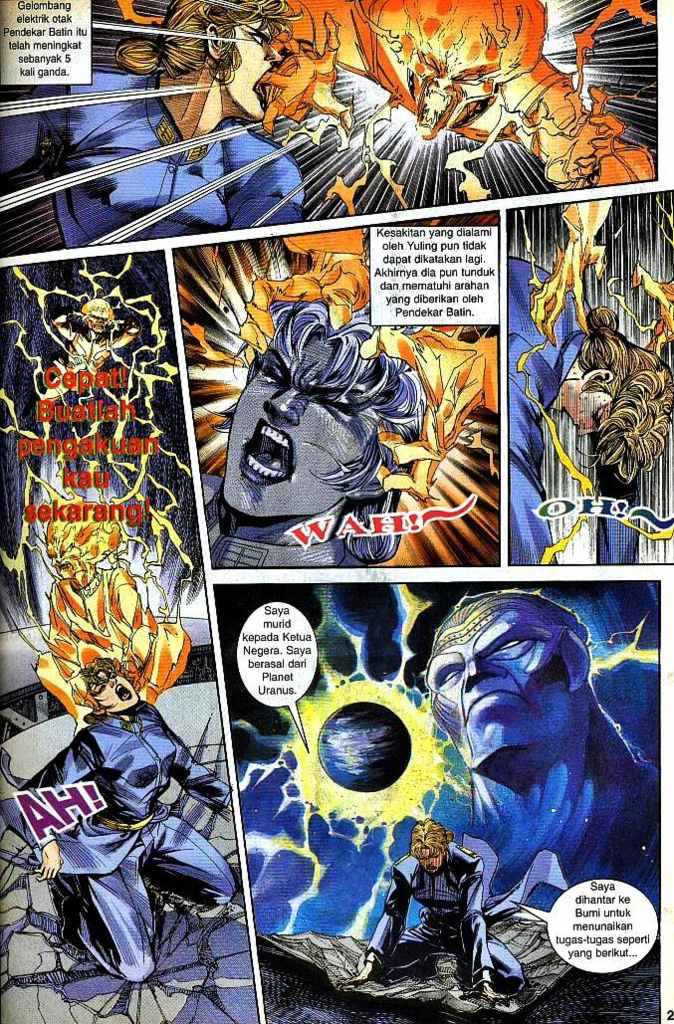 Gelombang
elektrik otak
Pendekar Batin itu
telah meningkat
sebanyak 5
kali ganda.
Cepat!
Buatlah
pengakuan
kau
sekarang!
AH!
Kesakitan yang dialami
oleh Yuling pun tidak
dapat dikatakan lagi.
Akhirnya dia pun tunduk
dan mematuhi arahan
yang diberikan oleh
Pendekar Batin.
WAH!~
OH!~
Saya
murid
kepada Ketua
Negera. Saya
berasal dari
Planet
Uranus.
Saya
dihantar ke
Bumi untuk
menunaikan
tugas-tugas seperti
yang berikut...
2